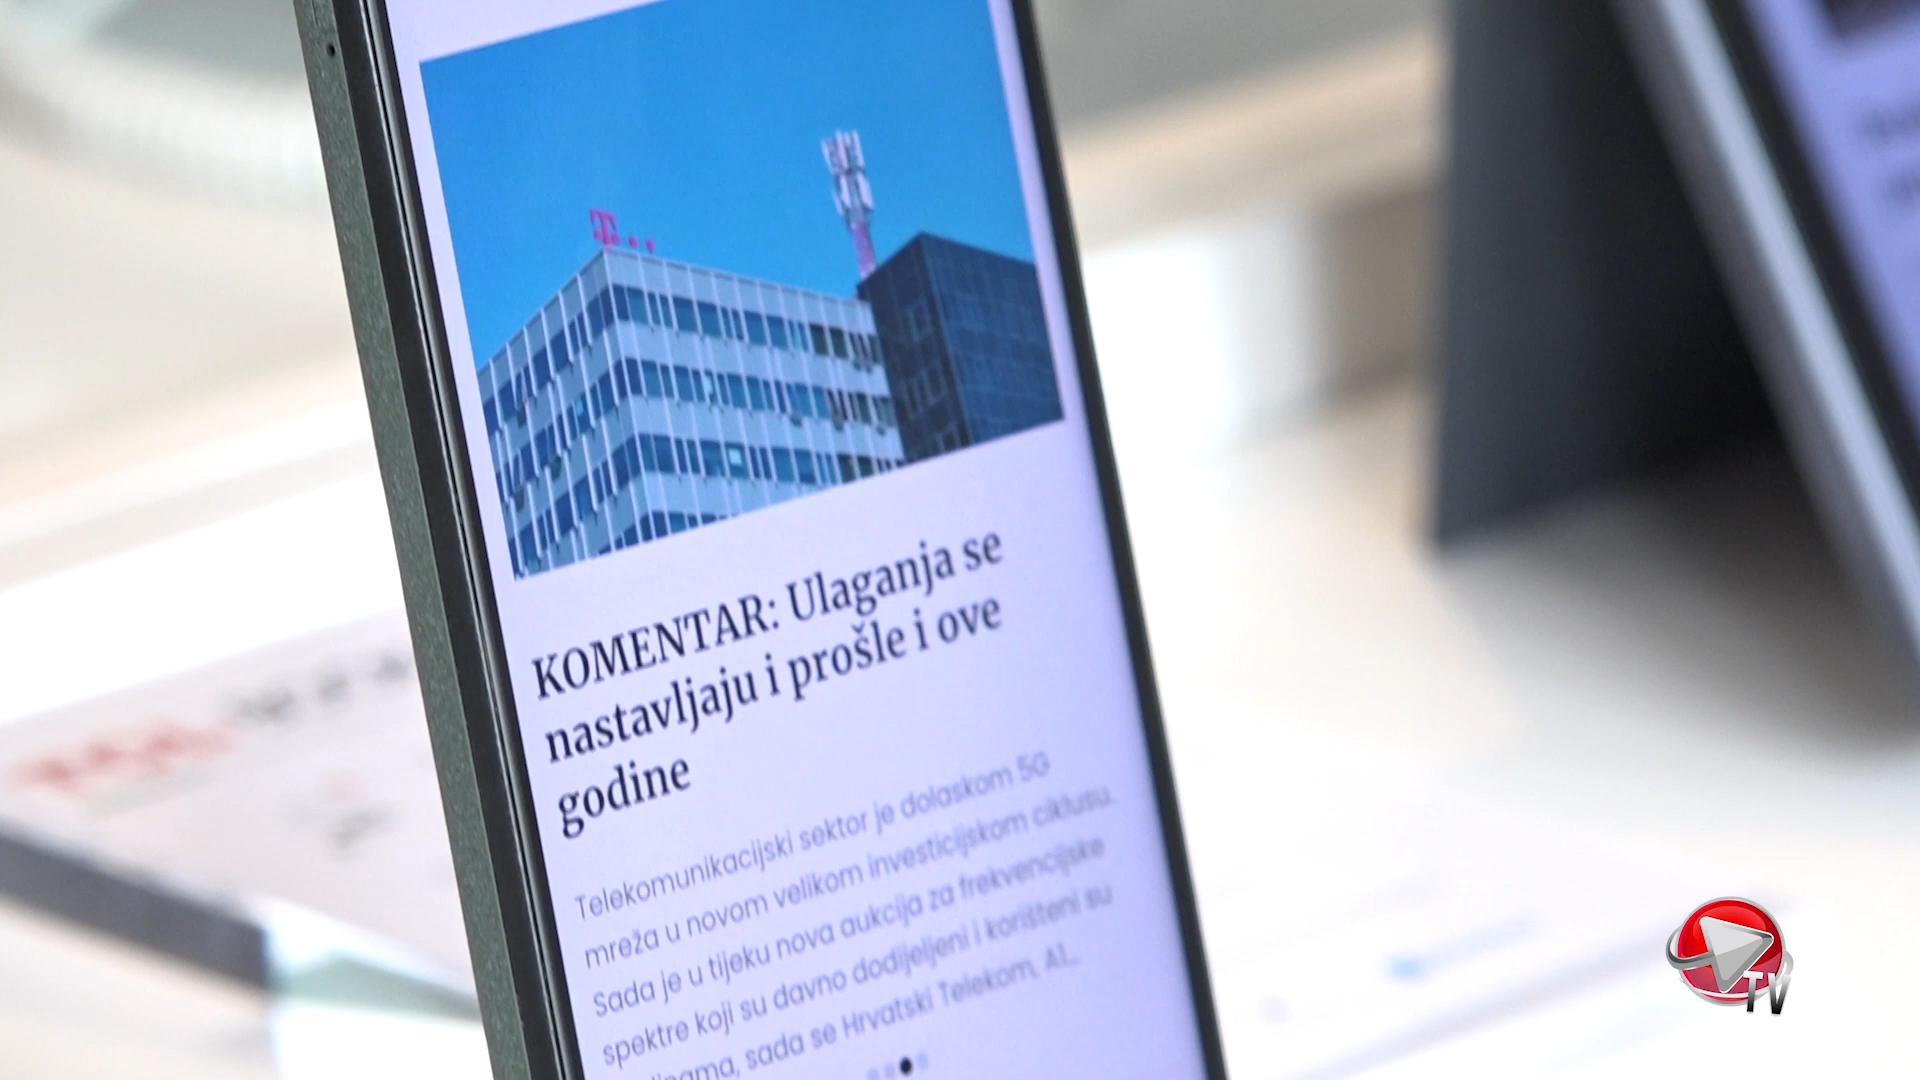 T
KOMENTAR: Ulaganja se
nastavljaju i prošle i ove
godine
Telekomunikacijski sektor je dolaskom 5G
mreža u novom velikom investicijskom ciklusu.
Sada je u tijeku nova aukcija za frekvencijske
spektre koji su davno dodijeljeni i korišteni su
sada se Hrvatski Telekom, A1...
TV